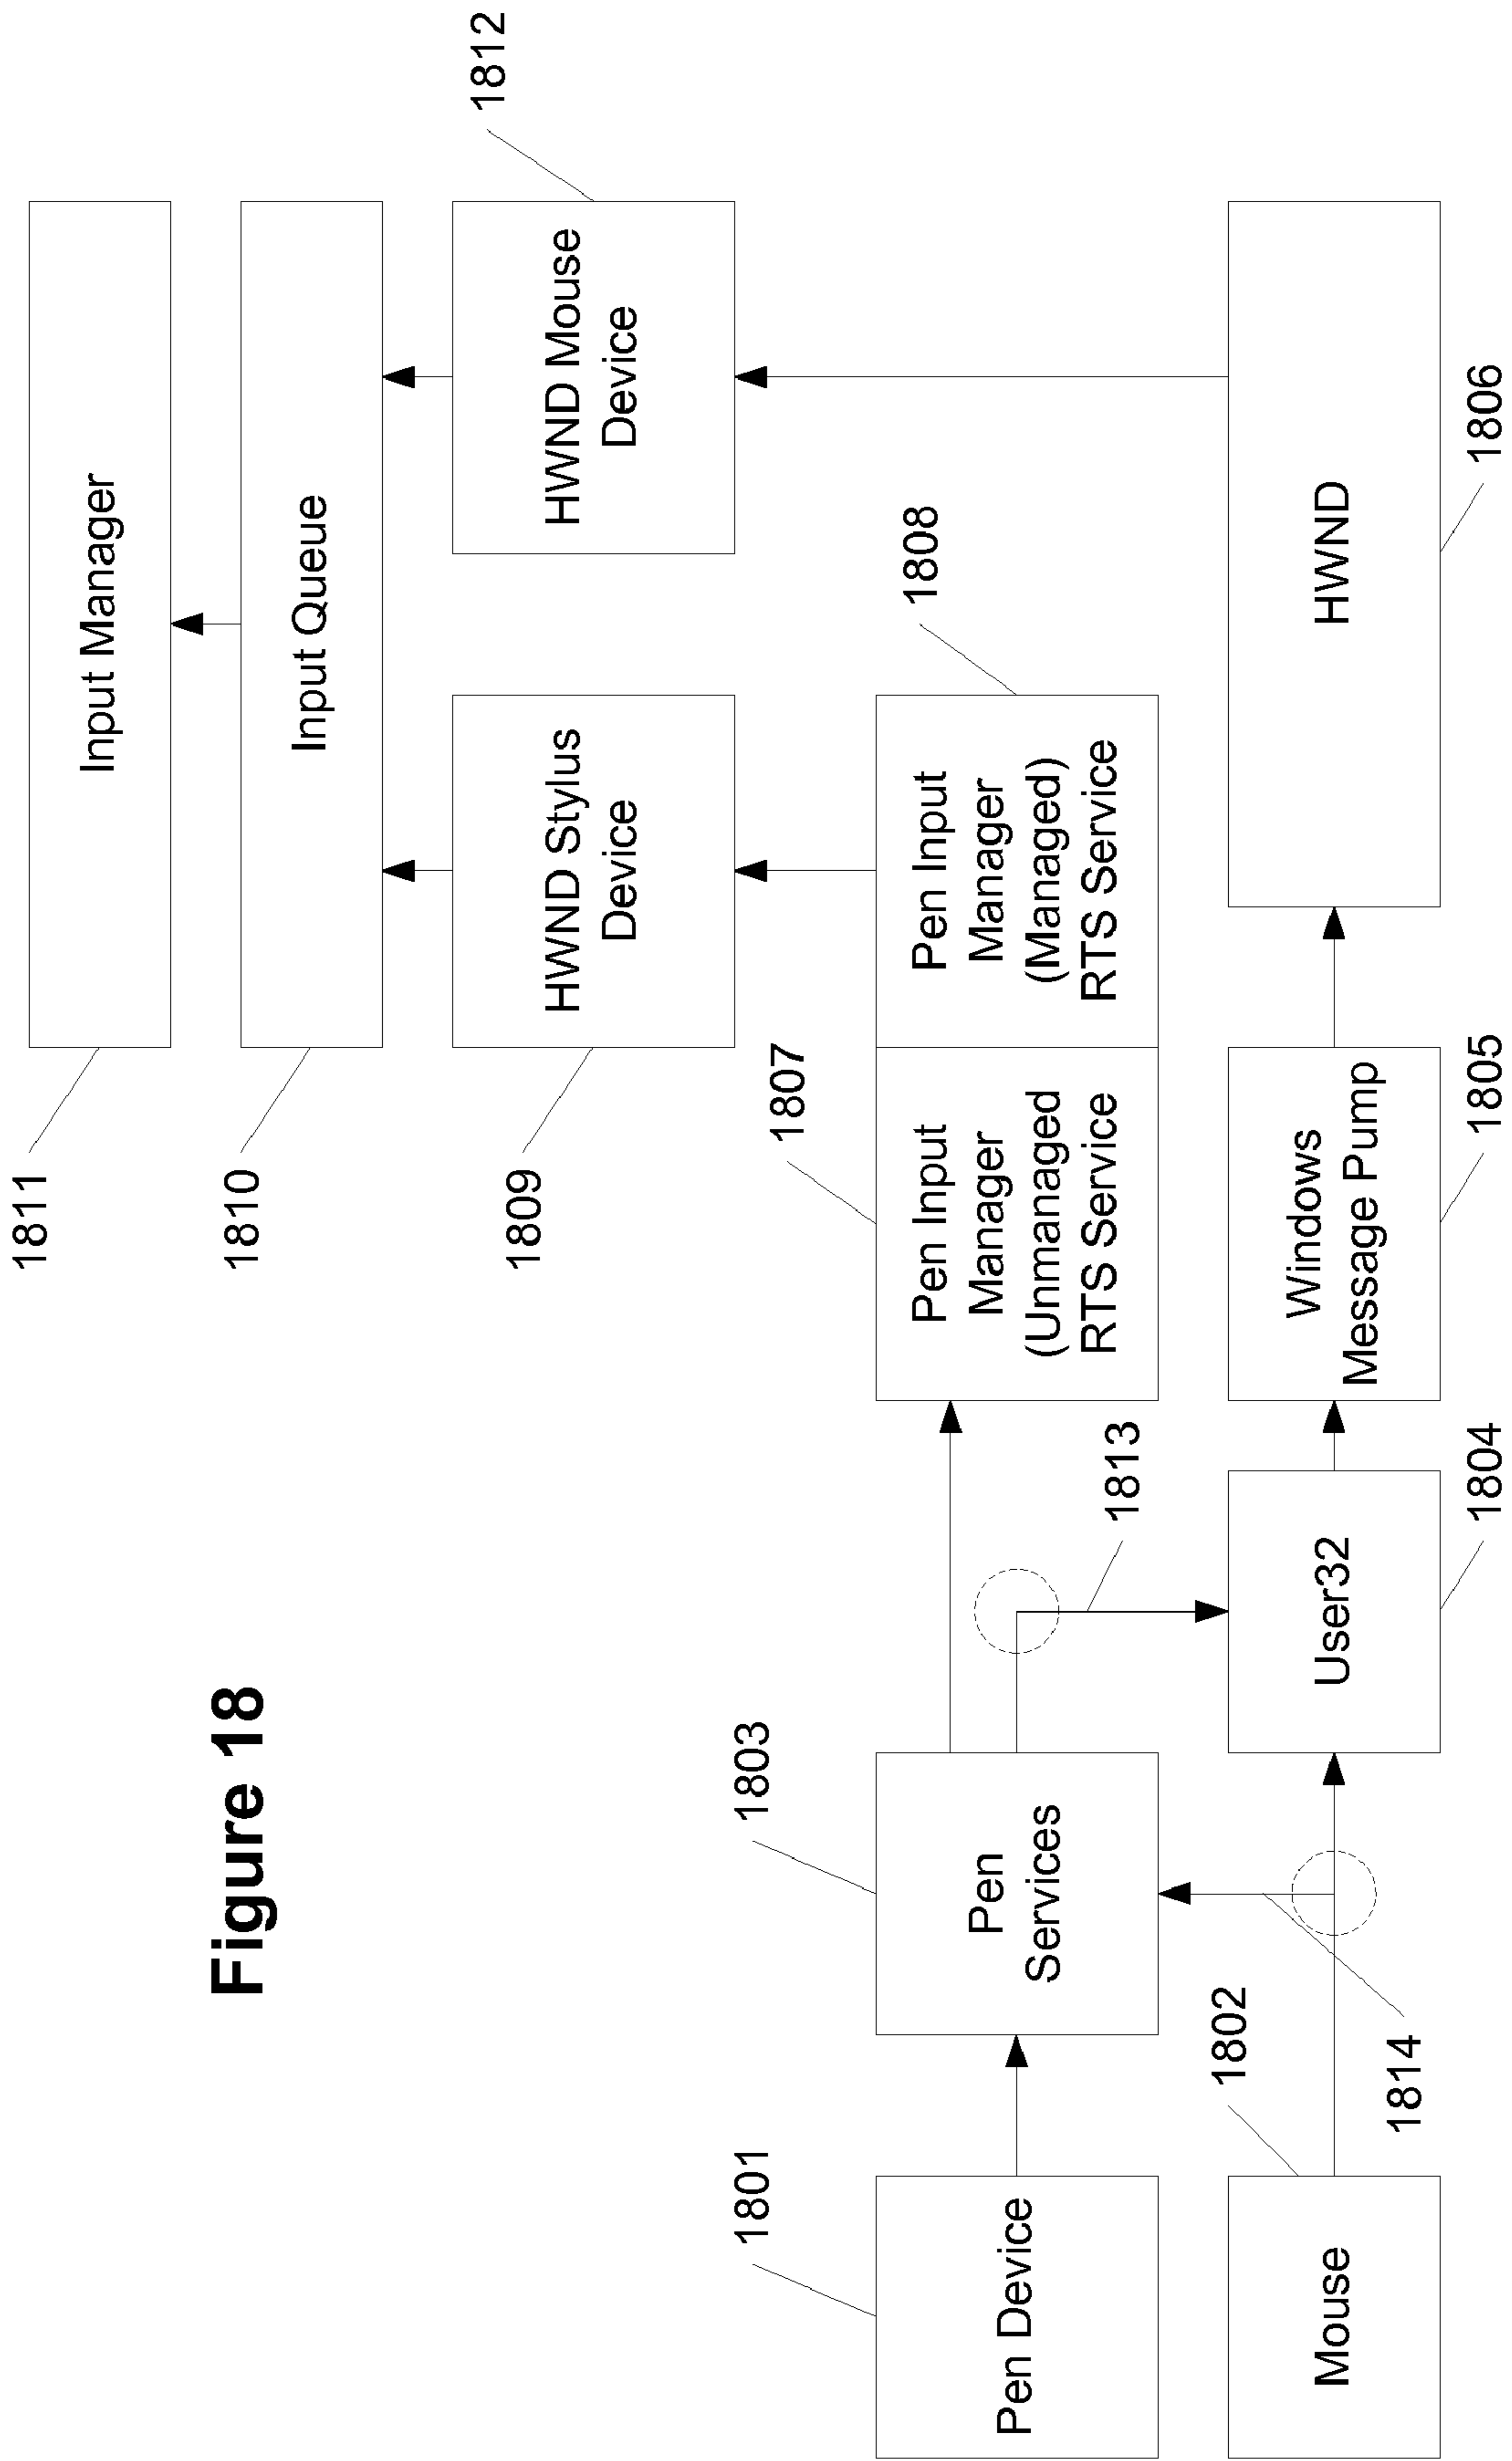 Figure 18
1811
Input Manager
1810
Input Queue
1809
HWND Stylus
Device
HWND Mouse
Device
1812
1801
Pen Device
1803
Pen
Services
1807
Pen Input
Manager
(Unmanaged
RTS Service
Pen Input
Manager
(Managed)
RTS Service
1808
1813
1802
Mouse
1814
User32
1804
Windows
Message Pump
1805
HWND
1806